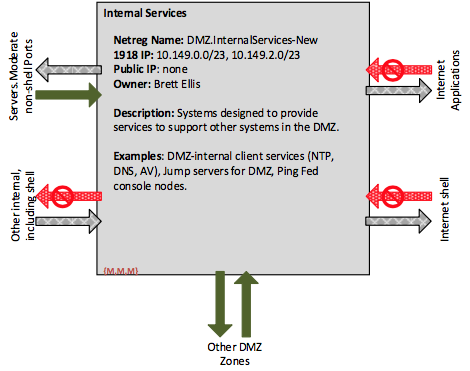 Internal Services
Netreg Name: DMZ.InternalServices-New
1918 IP: 10.149.0.0/23, 10.149.2.0/23
Public IP: none
Owner: Brett Ellis
Description: Systems designed to provide
services to support other systems in the DMZ.
Examples: DMZ-internal client services (NTP,
DNS, AV), Jump servers for DMZ, Ping Fed
console nodes.
(M.M.M)
Servers: Moderate
non-shell Ports
Other internal,
including shell
Internet
Applications
Internet shell
Other DMZ
Zones